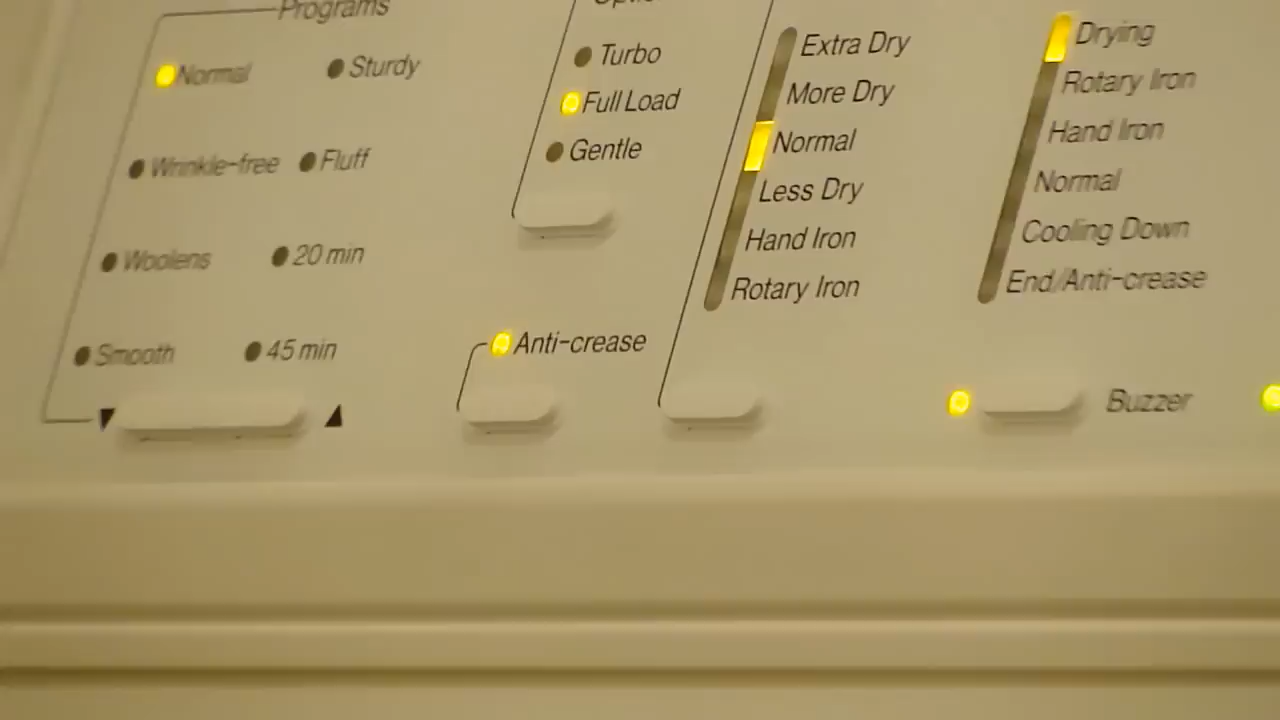 Programs
Normal
Sturdy
Wrinkle-free
Fluff
Woolens
20 min
Smooth
45 min
Turbo
Full Load
Gentle
Anti-crease
Extra Dry
More Dry
Normal
Less Dry
Hand Iron
Rotary Iron
Drying
Rotary Iron
Hand Iron
Normal
Cooling Down
End/Anti-crease
Buzzer